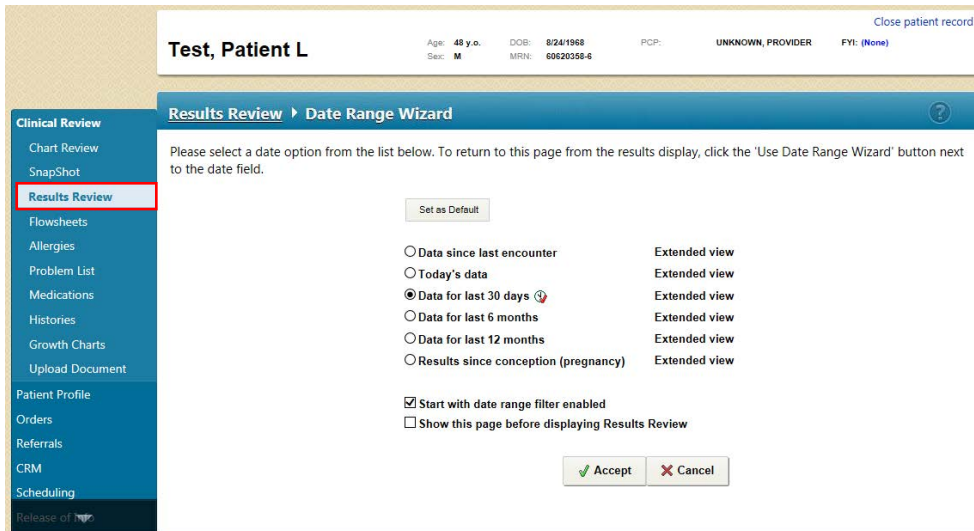 Close patient record
Test, Patient L
Age: 48 y.o. DOB: 8/24/1968 PCP: UNKNOWN, PROVIDER FYI: (None)
Sex: M MRN: 60620358-6
Clinical Review
Chart Review
SnapShot
Results Review
Flowsheets
Allergies
Problem List
Medications
Histories
Growth Charts
Upload Document
Patient Profile
Orders
Referrals
CRM
Scheduling
Release of Info
Results Review Date Range Wizard ?
Please select a date option from the list below. To return to this page from the results display, click the 'Use Date Range Wizard' button next
to the date field.
Set as Default
Data since last encounter Extended view
Today's data Extended view
Data for last 30 days Extended view
Data for last 6 months Extended view
Data for last 12 months Extended view
Results since conception (pregnancy) Extended view
Start with date range filter enabled
Show this page before displaying Results Review
Accept Cancel